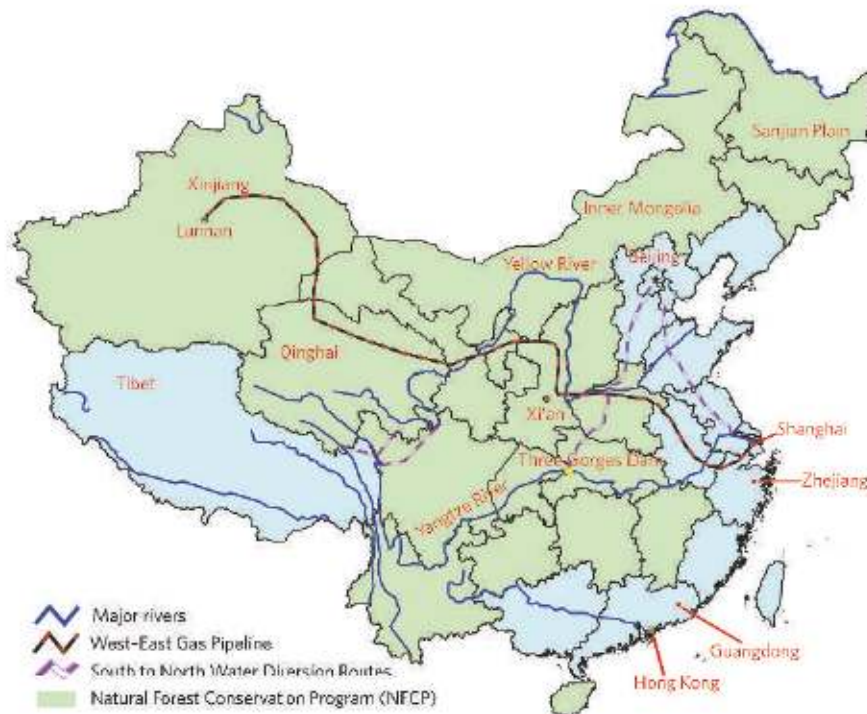 Sanjian Plain
Xinjiang
Lunnan
Inner Mongolia
Yellow River
Beijing
Qinghai
Tibet
Xi'an
Shanghai
Three Gorges Dam
Zhejiang
Yangtze River
Major rivers
West-East Gas Pipeline
Guangdong
South to North Water Diversion Routes
Hong Kong
Natural Forest Conservation Program (NFCP)